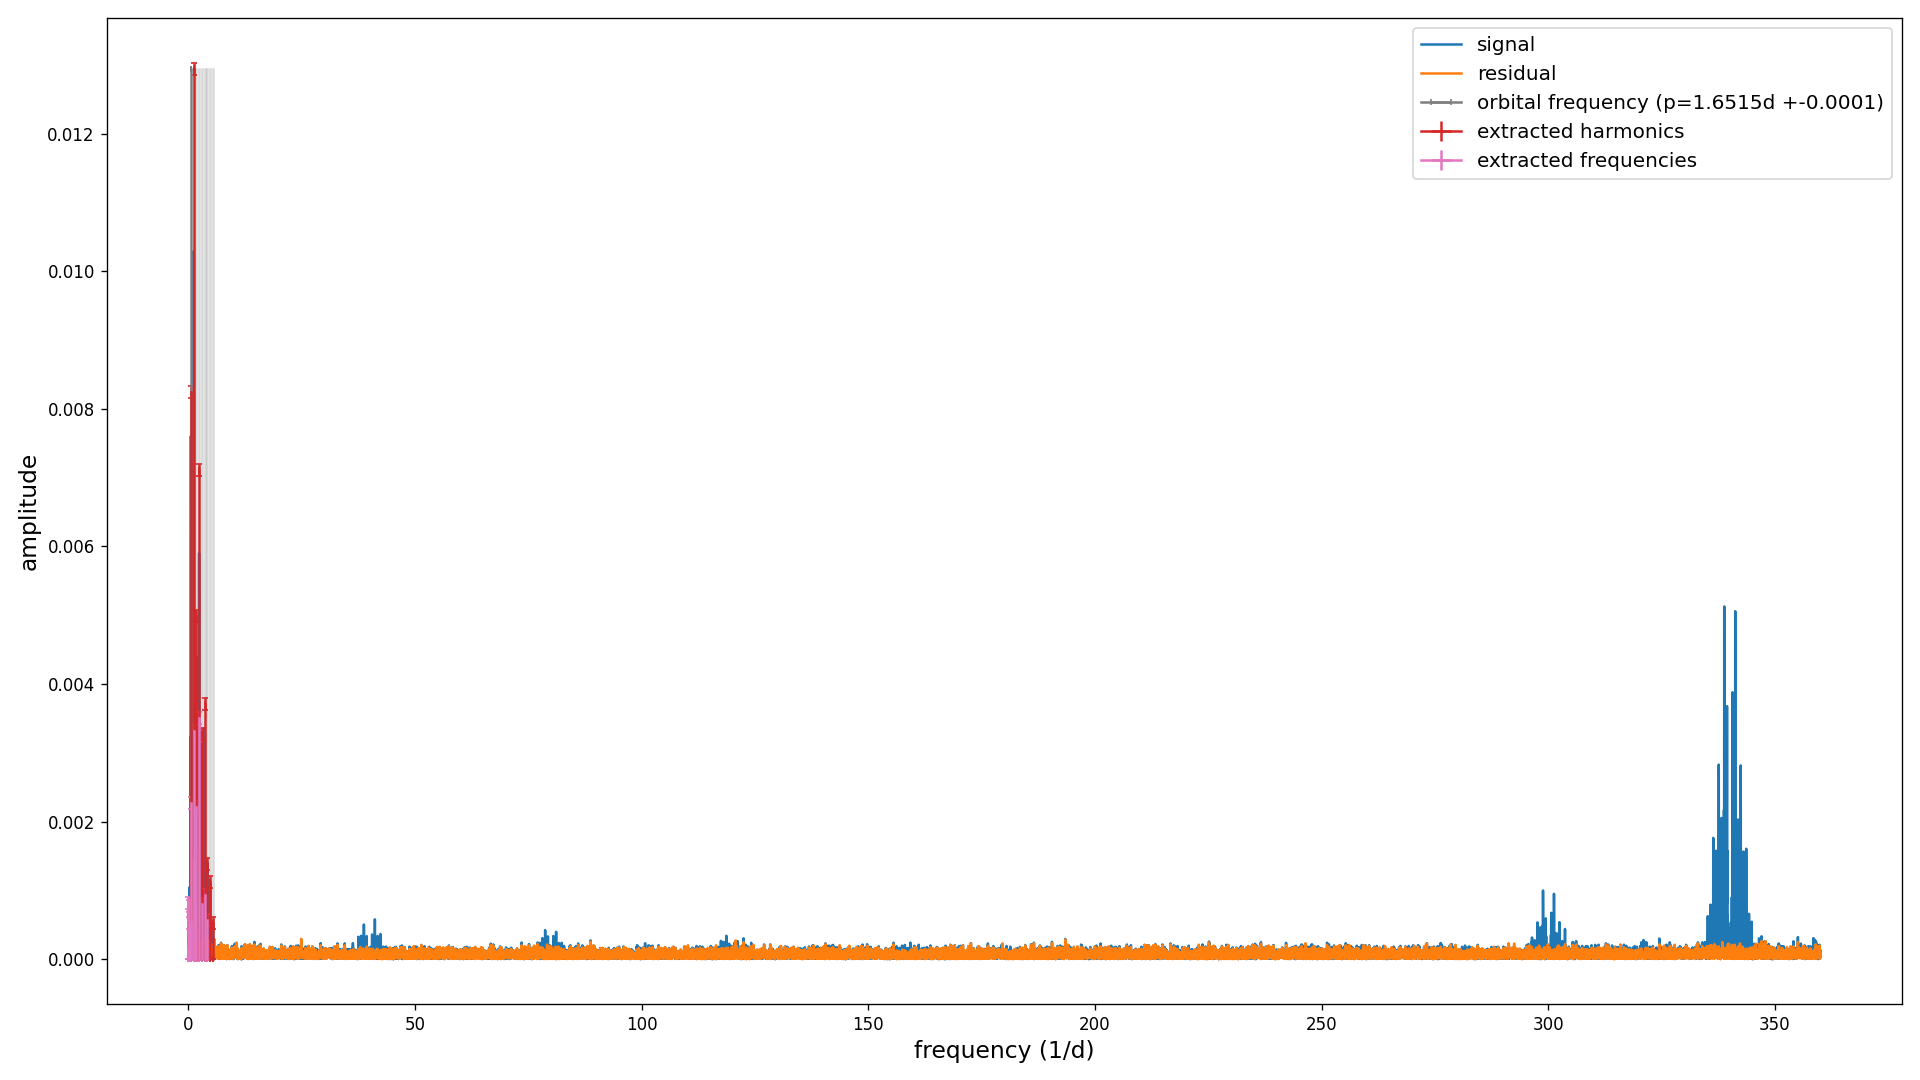 signal
residual
orbital frequency (p=1.6515d +-0.0001)
extracted harmonics
extracted frequencies
0.012
0.010
0.008
0.006
0.004
0.002
0.000
amplitude
0 50 100 150 200 250 300 350
frequency (1/d)